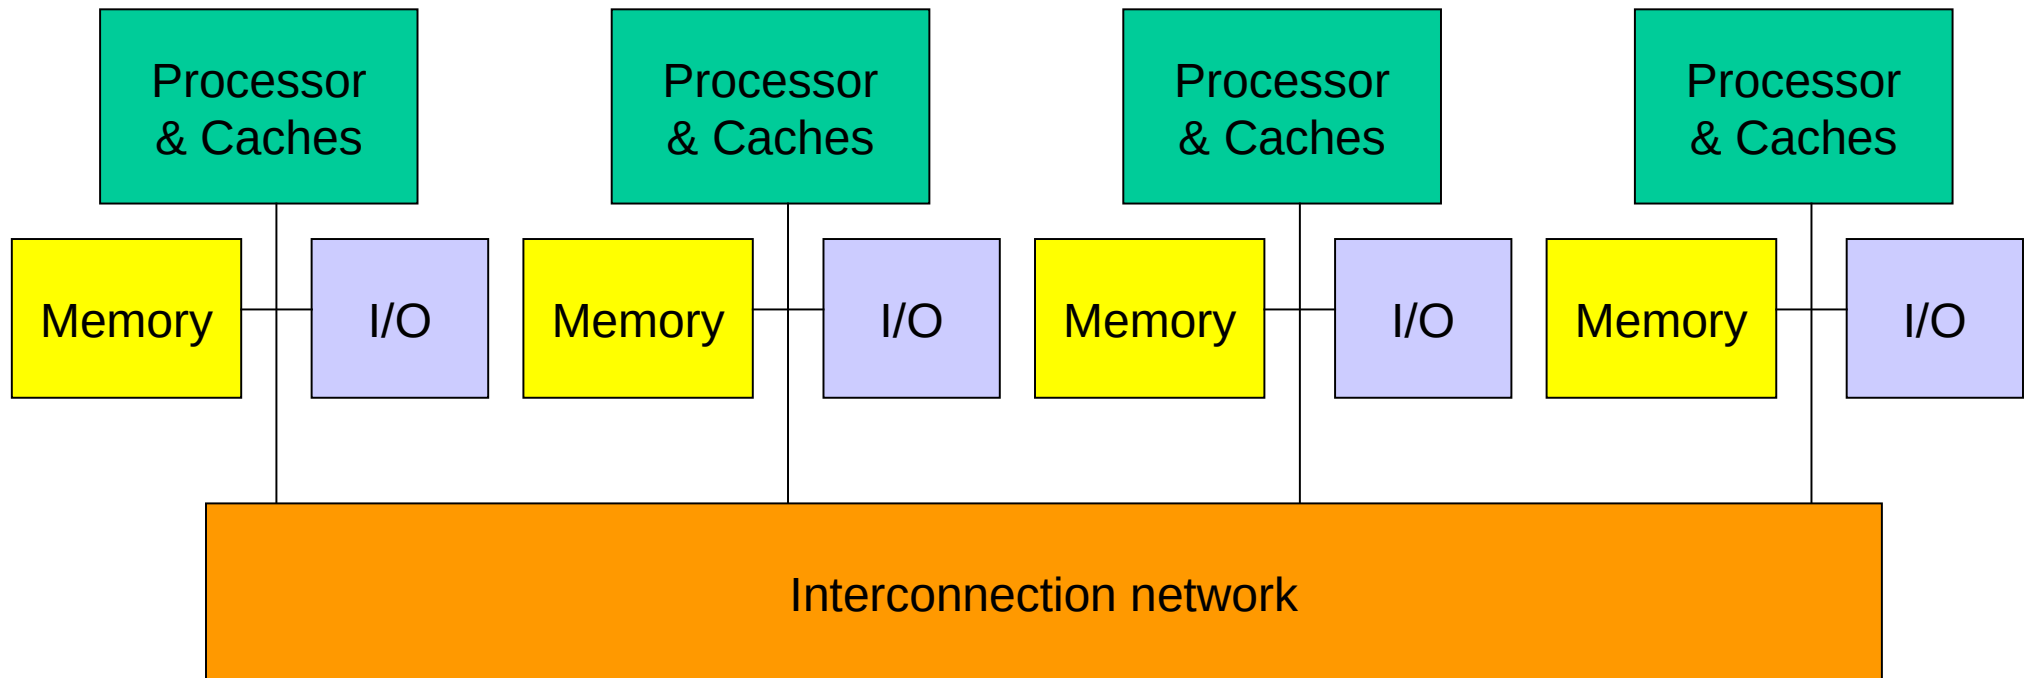 Processor
& Caches
Processor
& Caches
Processor
& Caches
Processor
& Caches
Memory
I/O
Memory
I/O
Memory
I/O
Memory
I/O
Interconnection network